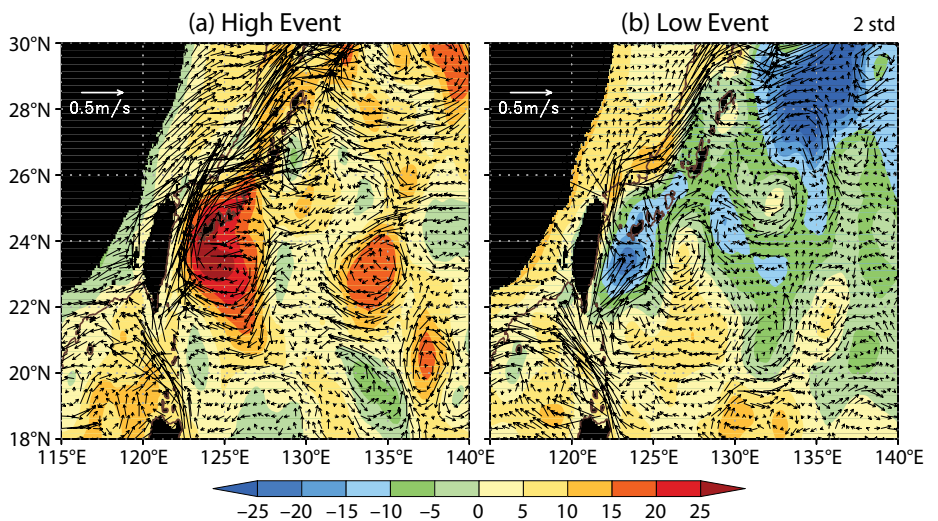 (a) High Event
(b) Low Event
2 std
30°N
28°N
26°N
24°N
22°N
20°N
18°N
0.5m/s
0.5m/s
115°E
120°E
125°E
130°E
135°E
140°E
120°E
125°E
130°E
135°E
140°E
−25
−20
−15
−10
−5
0
5
10
15
20
25